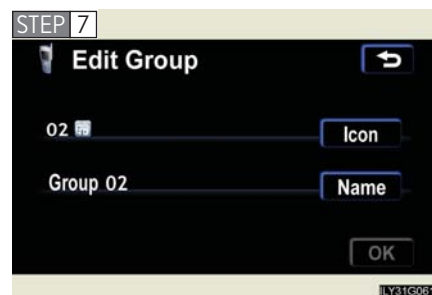 STEP 7
Edit Group
02 Icon
Group 02 Name
OK
ILY31G061